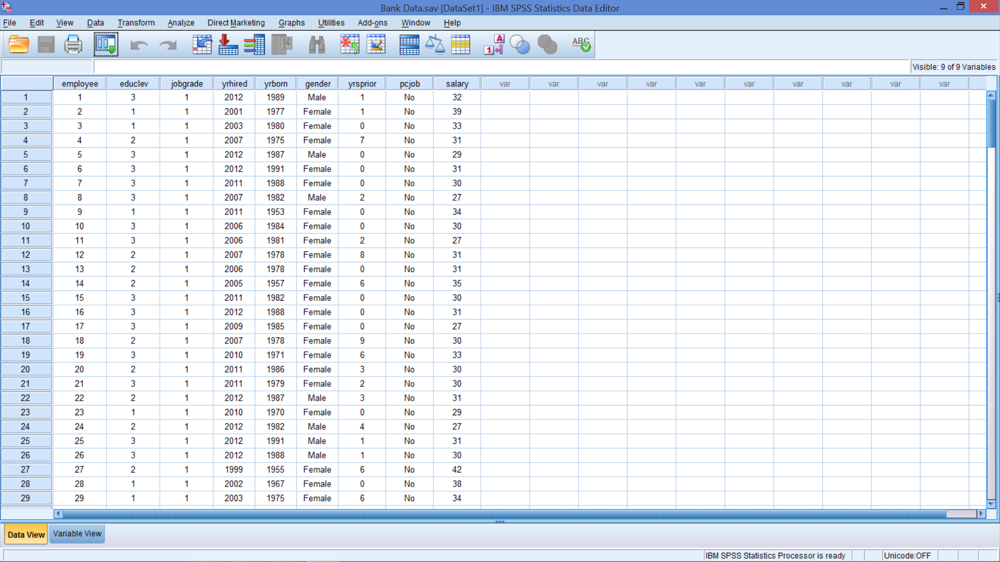 Bank Data.sav [DataSet1] - IBM SPSS Statistics Data Editor
File Edit View Data Transform Analyze Direct Marketing Graphs Utilities Add-ons Window Help
1 A ABC
Visible: 9 of 9 Variables
employee educlev jobgrade yrhired yrborn gender yrsprior pcjob salary var var var var var var var var var var
1 1 3 1 2012 1989 Male 1 No 32
2 2 1 1 2001 1977 Female 1 No 39
3 3 1 1 2003 1980 Female 0 No 33
4 4 2 1 2007 1975 Female 7 No 31
5 5 3 1 2012 1987 Male 0 No 29
6 6 3 1 2012 1991 Female 0 No 31
7 7 3 1 2011 1988 Female 0 No 30
8 8 3 1 2007 1982 Male 2 No 27
9 9 1 1 2011 1953 Female 0 No 34
10 10 3 1 2006 1984 Female 0 No 30
11 11 3 1 2006 1981 Female 2 No 27
12 12 2 1 2007 1978 Female 8 No 31
13 13 2 1 2006 1978 Female 0 No 31
14 14 2 1 2005 1957 Female 6 No 35
15 15 3 1 2011 1982 Female 0 No 30
16 16 3 1 2012 1988 Female 0 No 31
17 17 3 1 2009 1985 Female 0 No 27
18 18 2 1 2007 1978 Female 9 No 30
19 19 3 1 2010 1971 Female 6 No 33
20 20 2 1 2011 1986 Female 3 No 30
21 21 3 1 2011 1979 Female 2 No 30
22 22 2 1 2012 1987 Male 3 No 31
23 23 1 1 2010 1970 Female 0 No 29
24 24 2 1 2012 1982 Male 4 No 27
25 25 3 1 2012 1991 Male 1 No 31
26 26 3 1 2012 1988 Male 1 No 30
27 27 2 1 1999 1955 Female 6 No 42
28 28 1 1 2002 1967 Female 0 No 38
29 29 1 1 2003 1975 Female 6 No 34
Data View Variable View
IBM SPSS Statistics Processor is ready Unicode:OFF